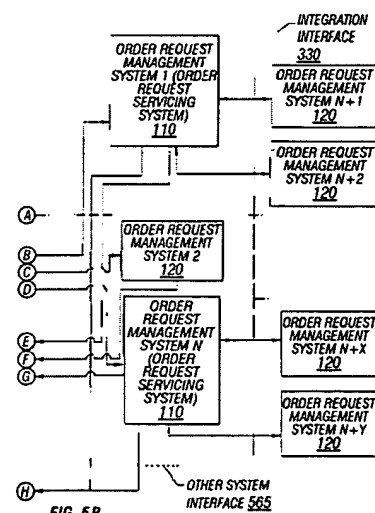 INTEGRATION
INTERFACE
330
ORDER REQUEST
MANAGEMENT
SYSTEM 1 (ORDER
REQUEST
SERVICING
SYSTEM)
110
ORDER REQUEST
MANAGEMENT
SYSTEM N+1
120
ORDER REQUEST
MANAGEMENT
SYSTEM N+2
120
A
B
C
D
E
F
G
H
ORDER REQUEST
MANAGEMENT
SYSTEM 2
120
ORDER
REQUEST
MANAGEMENT
SYSTEM N
(ORDER
REQUEST
SERVICING
SYSTEM)
110
ORDER REQUEST
MANAGEMENT
SYSTEM N+X
120
ORDER REQUEST
MANAGEMENT
SYSTEM N+Y
120
OTHER SYSTEM
INTERFACE 565
FIG. 5B